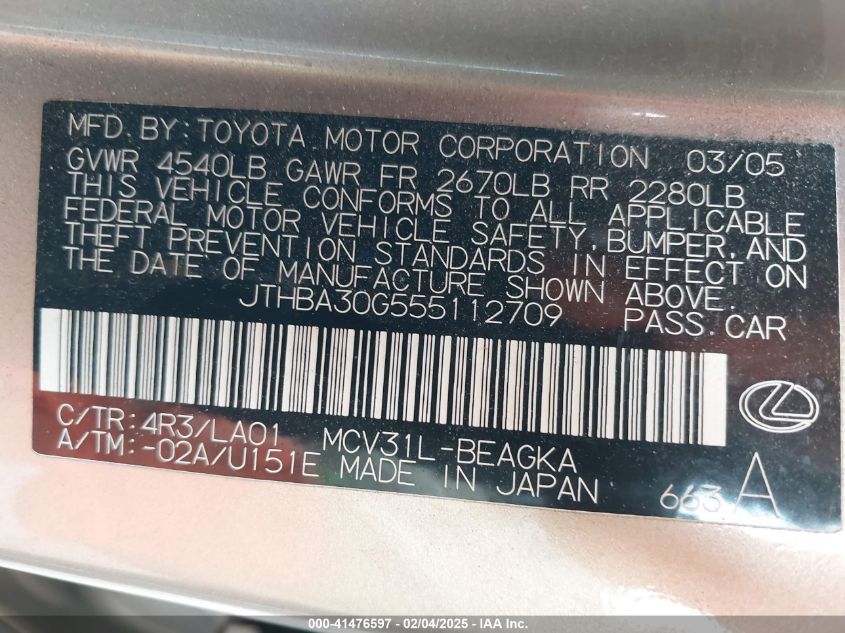 MFD. BY: TOYOTA MOTOR CORPORATION 03/05
GVWR 4540LB GAWR FR 2670LB RR 2280LB
THIS VEHICLE CONFORMS TO ALL APPLICABLE
FEDERAL MOTOR VEHICLE SAFETY, BUMPER, AND
THEFT PREVENTION STANDARDS IN EFFECT ON
THE DATE OF MANUFACTURE SHOWN ABOVE.
JTHBA30G555112709 PASS. CAR
C/TR: 4R3/LA01 MCV31L-BEAGKA
A/TM: -02A/U151E MADE IN JAPAN 663 A
000-41476597 - 02/04/2025 - IAA Inc.